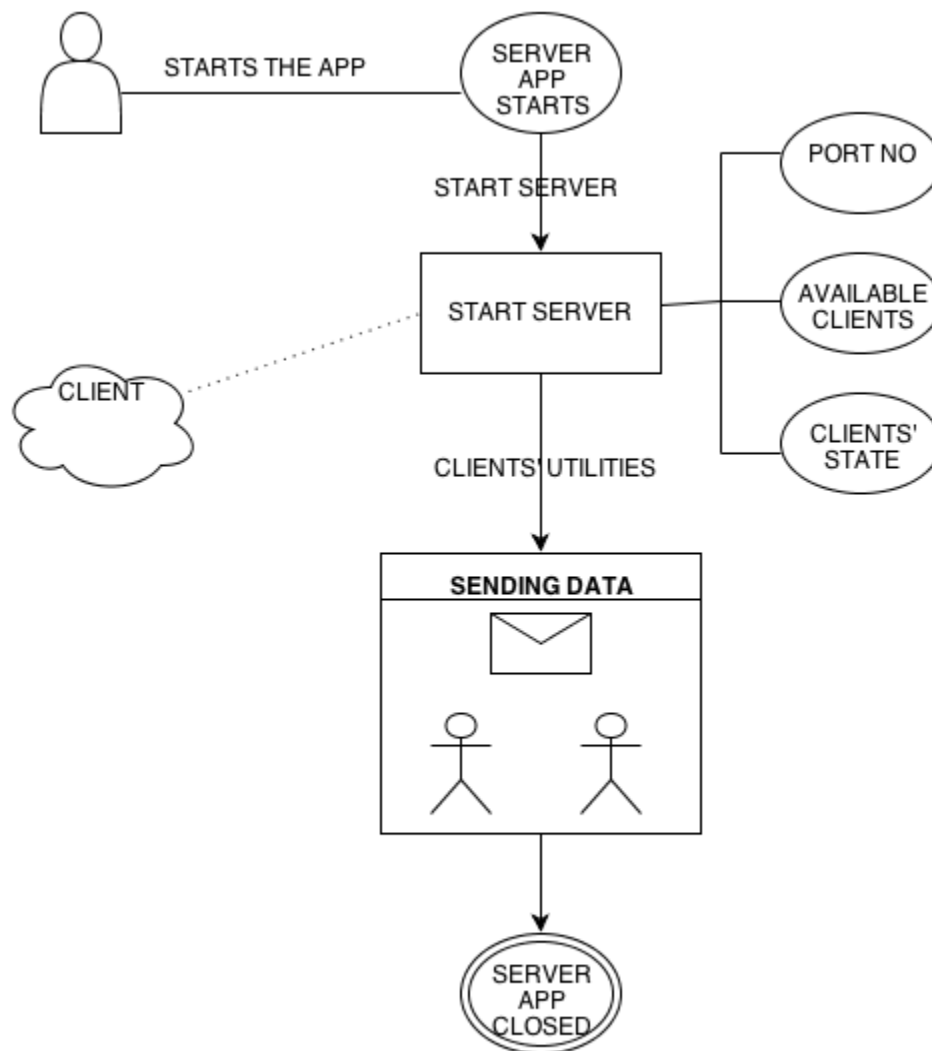 STARTS THE APP
SERVER
APP
STARTS
START SERVER
PORT NO
START SERVER
AVAILABLE
CLIENTS
CLIENT
CLIENTS'
STATE
CLIENTS' UTILITIES
SENDING DATA
SERVER
APP
CLOSED